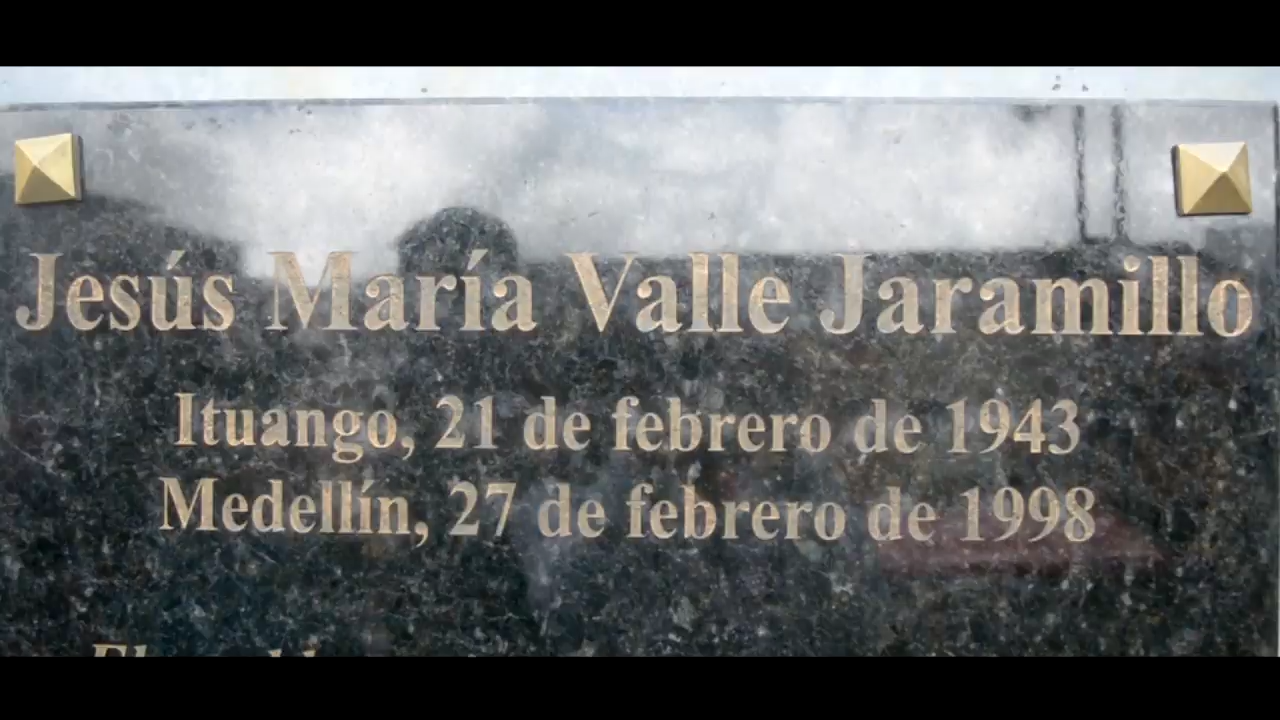 Jesús María Valle Jaramillo
Ituango, 21 de febrero de 1943
Medellín, 27 de febrero de 1998